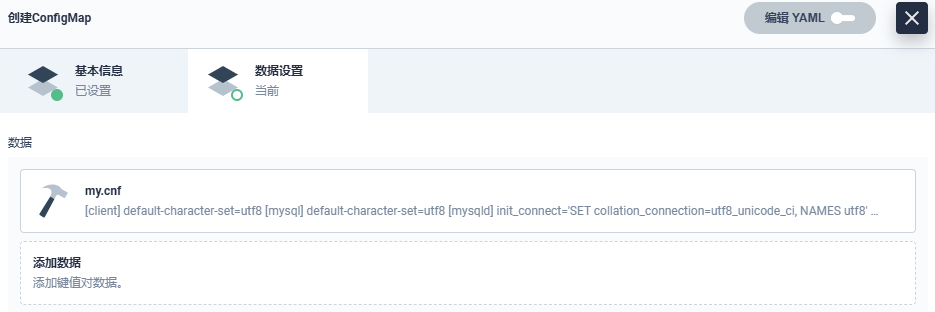 创建ConfigMap
编辑 YAML
基本信息
已设置
数据设置
当前
数据
my.cnf
[client] default-character-set=utf8 [mysql] default-character-set=utf8 [mysqld] init_connect='SET collation_connection=utf8_unicode_ci, NAMES utf8' ...
添加数据
添加键值对数据。